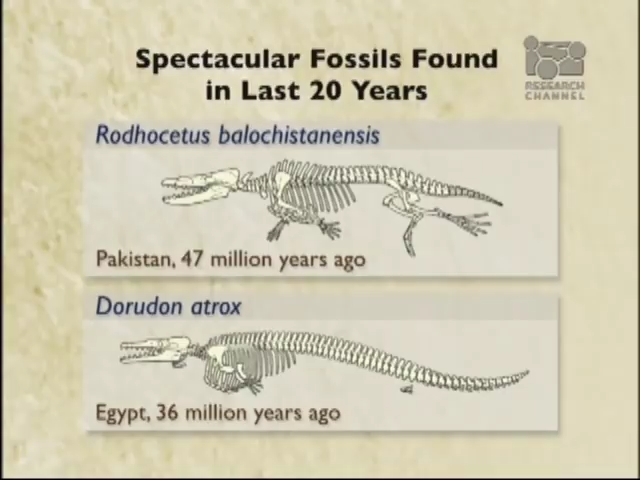 Spectacular Fossils Found
in Last 20 Years
RESEARCH
CHANNEL
Rodhocetus balochistanensis
Pakistan, 47 million years ago
Dorudon atrox
Egypt, 36 million years ago